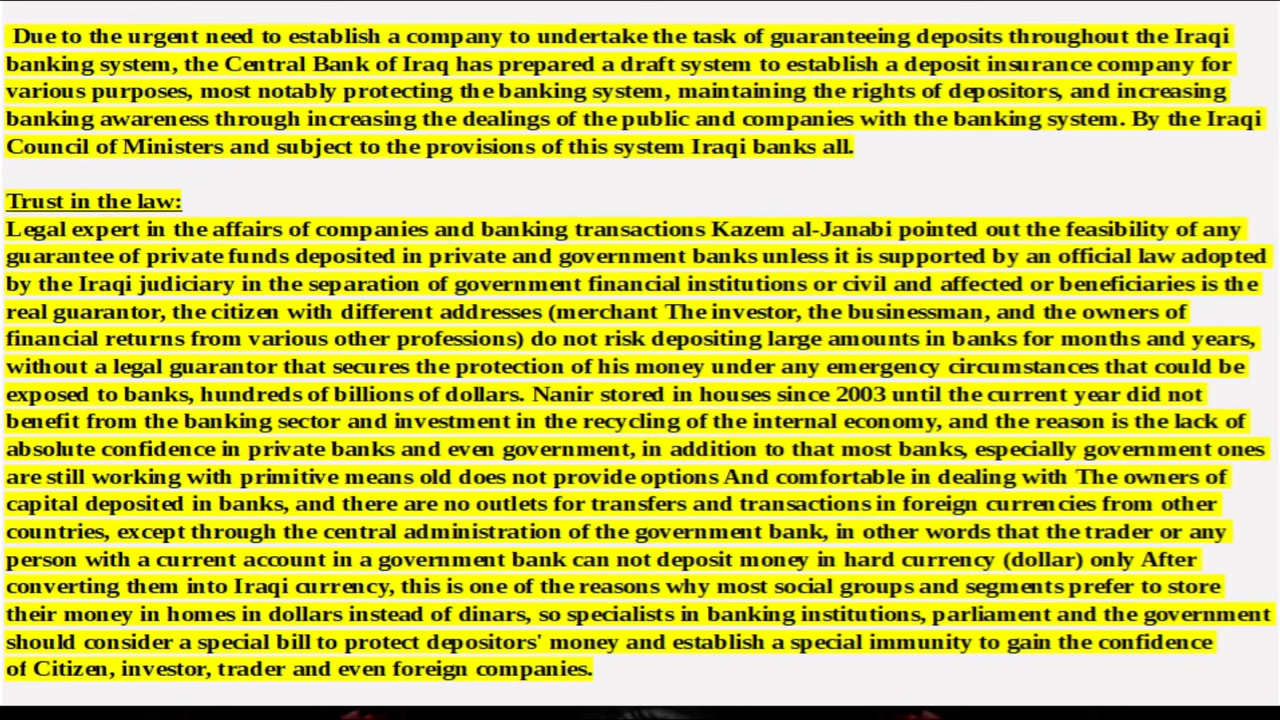 Due to the urgent need to establish a company to undertake the task of guaranteeing deposits throughout the Iraqi
banking system, the Central Bank of Iraq has prepared a draft system to establish a deposit insurance company for
various purposes, most notably protecting the banking system, maintaining the rights of depositors, and increasing
banking awareness through increasing the dealings of the public and companies with the banking system. By the Iraqi
Council of Ministers and subject to the provisions of this system Iraqi banks all.
Trust in the law:
Legal expert in the affairs of companies and banking transactions Kazem al-Janabi pointed out the feasibility of any
guarantee of private funds deposited in private and government banks unless it is supported by an official law adopted
by the Iraqi judiciary in the separation of government financial institutions or civil and affected or beneficiaries is the
real guarantor, the citizen with different addresses (merchant The investor, the businessman, and the owners of
financial returns from various other professions) do not risk depositing large amounts in banks for months and years,
without a legal guarantor that secures the protection of his money under any emergency circumstances that could be
exposed to banks, hundreds of billions of dollars. Nanir stored in houses since 2003 until the current year did not
benefit from the banking sector and investment in the recycling of the internal economy, and the reason is the lack of
absolute confidence in private banks and even government, in addition to that most banks, especially government ones
are still working with primitive means old does not provide options And comfortable in dealing with The owners of
capital deposited in banks, and there are no outlets for transfers and transactions in foreign currencies from other
countries, except through the central administration of the government bank, in other words that the trader or any
person with a current account in a government bank can not deposit money in hard currency (dollar) only After
converting them into Iraqi currency, this is one of the reasons why most social groups and segments prefer to store
their money in homes in dollars instead of dinars, so specialists in banking institutions, parliament and the government
should consider a special bill to protect depositors' money and establish a special immunity to gain the confidence
of Citizen, investor, trader and even foreign companies.